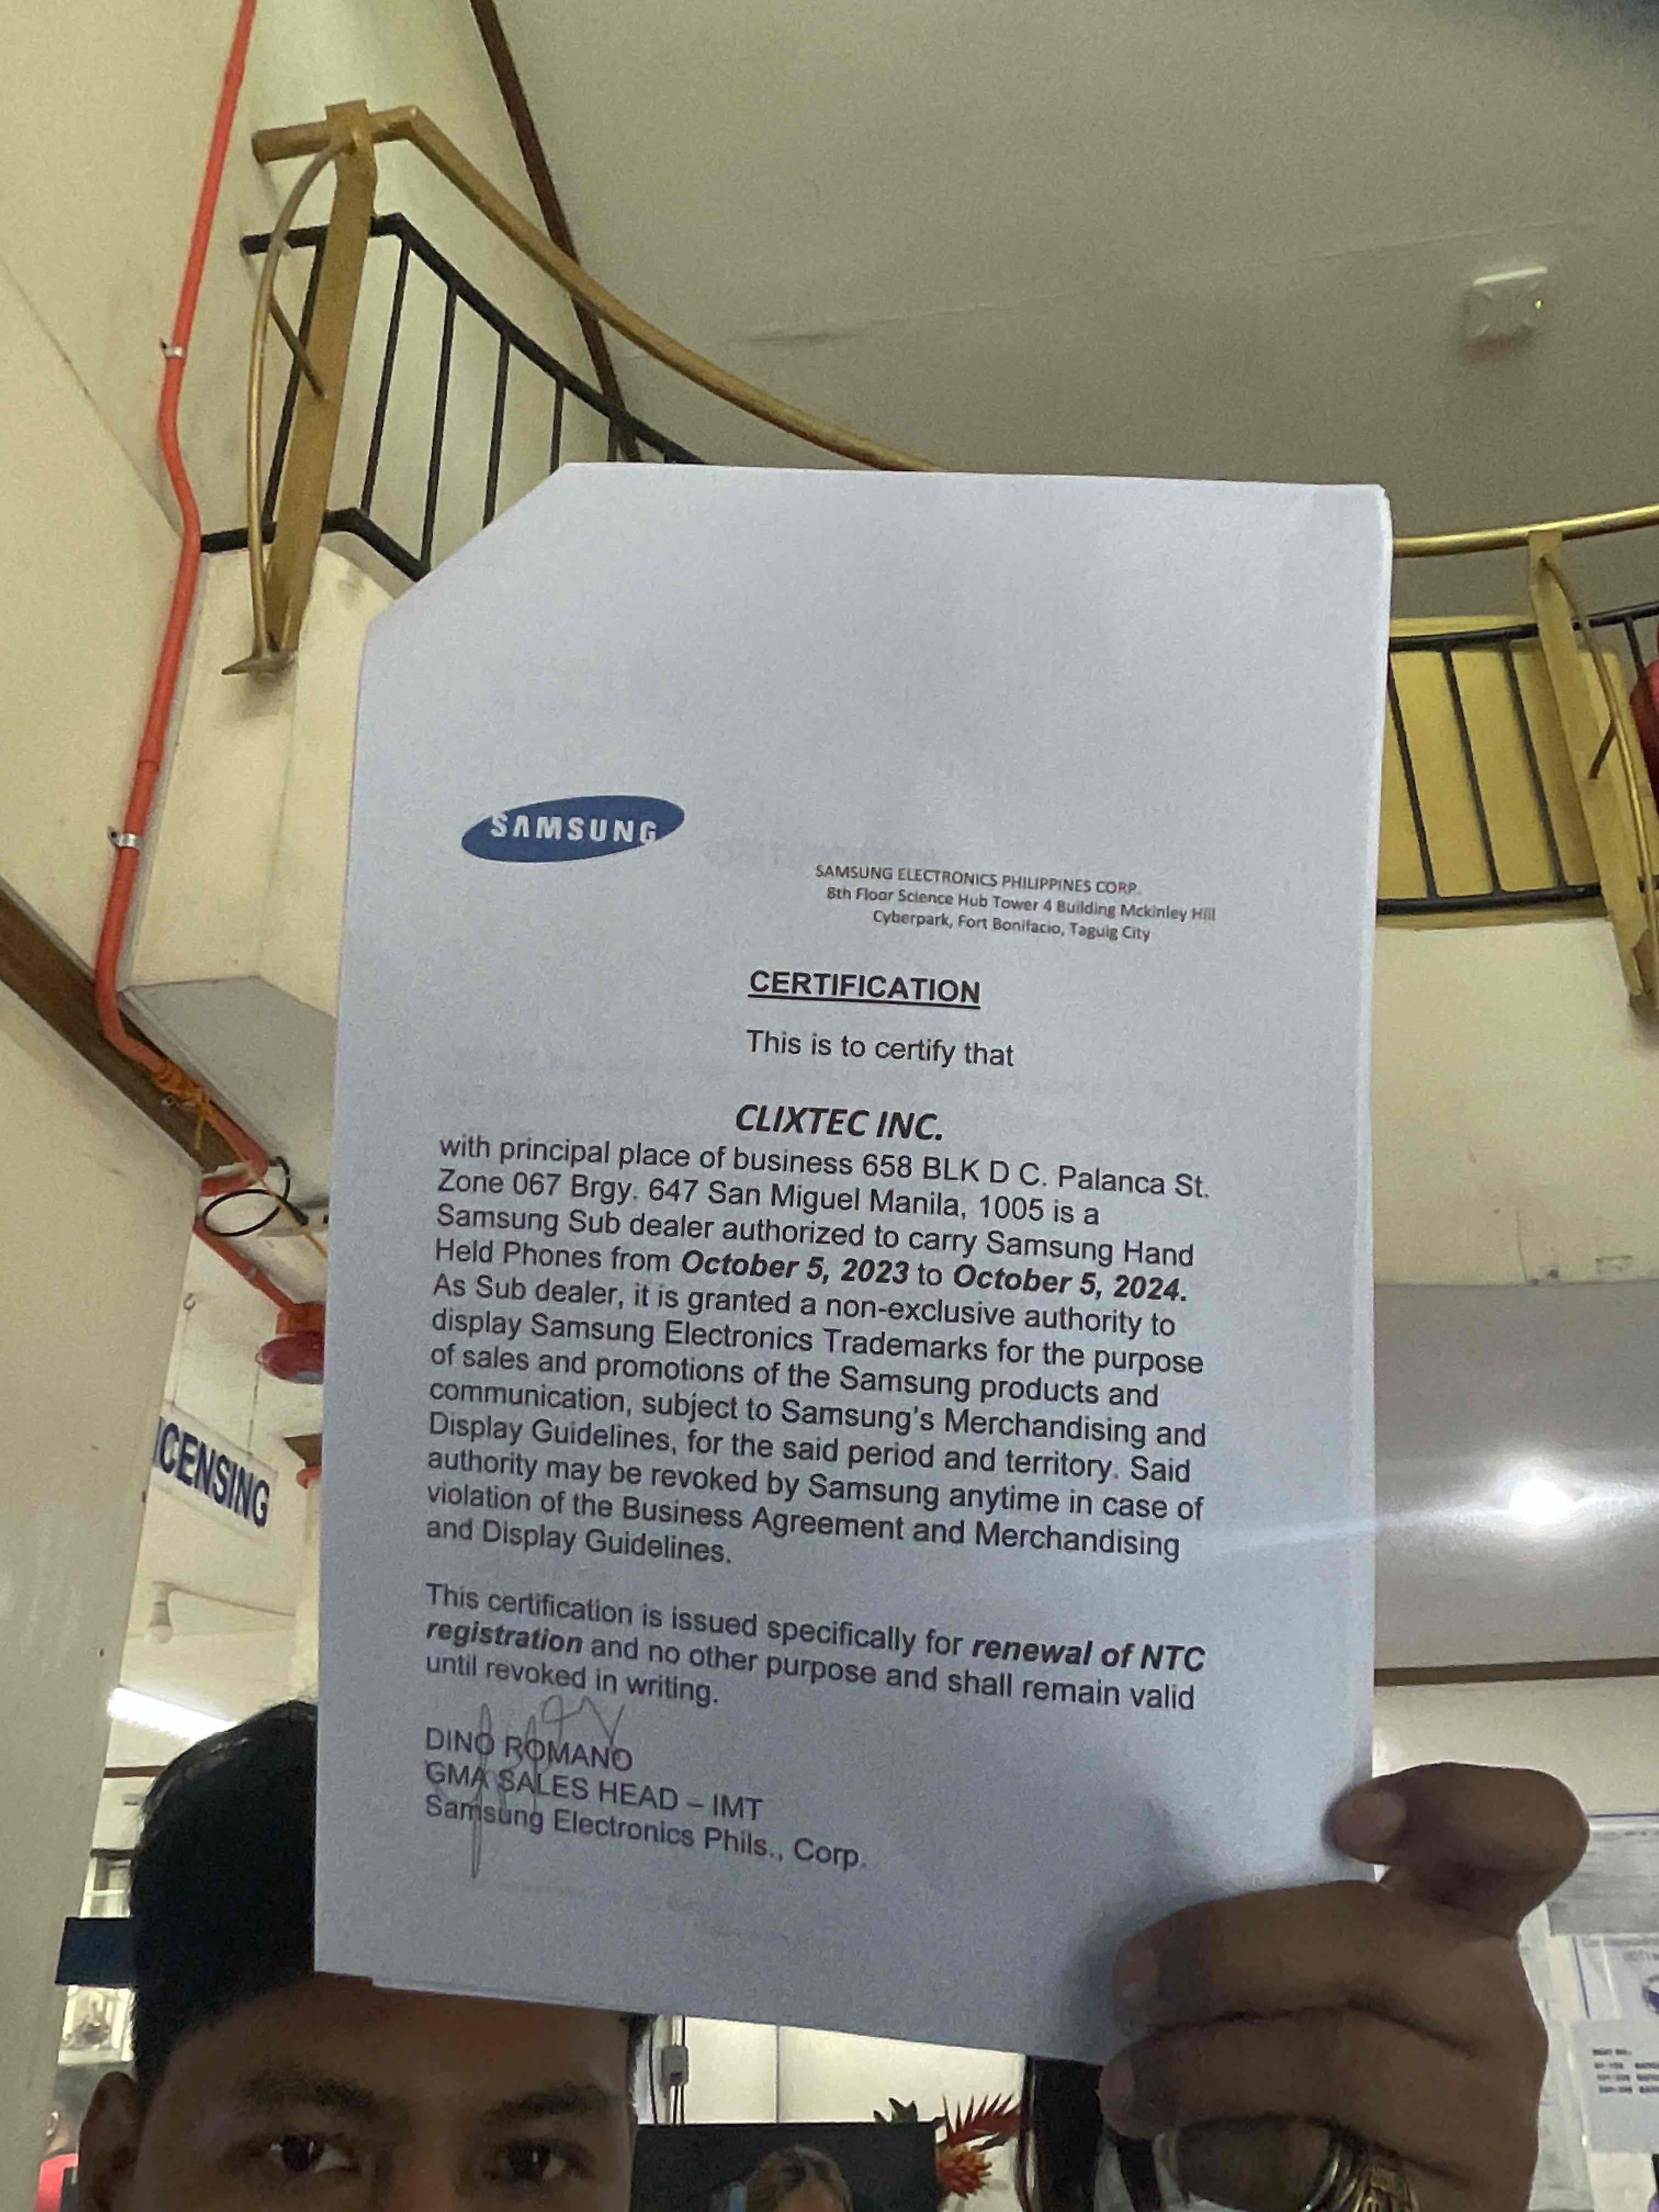 SAMSUNG
SAMSUNG ELECTRONICS PHILIPPINES CORP.
8th Floor Science Hub Tower 4 Building Mckinley Hill
Cyberpark, Fort Bonifacio, Taguig City
CERTIFICATION
This is to certify that
CLIXTEC INC.
with principal place of business 658 BLK D C. Palanca St.
Zone 067 Brgy. 647 San Miguel Manila, 1005 is a
Samsung Sub dealer authorized to carry Samsung Hand
Held Phones from October 5, 2023 to October 5, 2024.
As Sub dealer, it is granted a non-exclusive authority to
display Samsung Electronics Trademarks for the purpose
of sales and promotions of the Samsung products and
communication, subject to Samsung's Merchandising and
Display Guidelines, for the said period and territory. Said
authority may be revoked by Samsung anytime in case of
violation of the Business Agreement and Merchandising
and Display Guidelines.
This certification is issued specifically for renewal of NTC
registration and no other purpose and shall remain valid
until revoked in writing.
DINO ROMANO
GMA SALES HEAD – IMT
Samsung Electronics Phils., Corp.
ICENSING